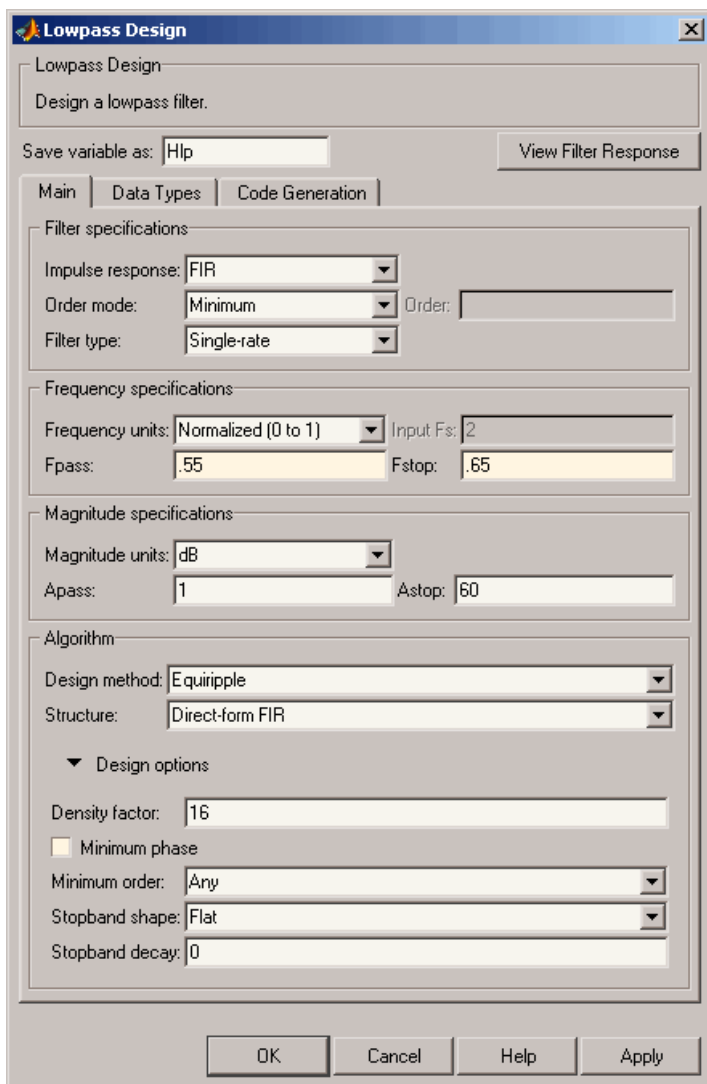 Lowpass Design
Lowpass Design
Design a lowpass filter.
Save variable as: Hlp View Filter Response
Main Data Types Code Generation
Filter specifications
Impulse response: FIR
Order mode: Minimum Order:
Filter type: Single-rate
Frequency specifications
Frequency units: Normalized (0 to 1) Input Fs: 2
Fpass: .55 Fstop: .65
Magnitude specifications
Magnitude units: dB
Apass: 1 Astop: 60
Algorithm
Design method: Equiripple
Structure: Direct-form FIR
Design options
Density factor: 16
Minimum phase
Minimum order: Any
Stopband shape: Flat
Stopband decay: 0
OK Cancel Help Apply